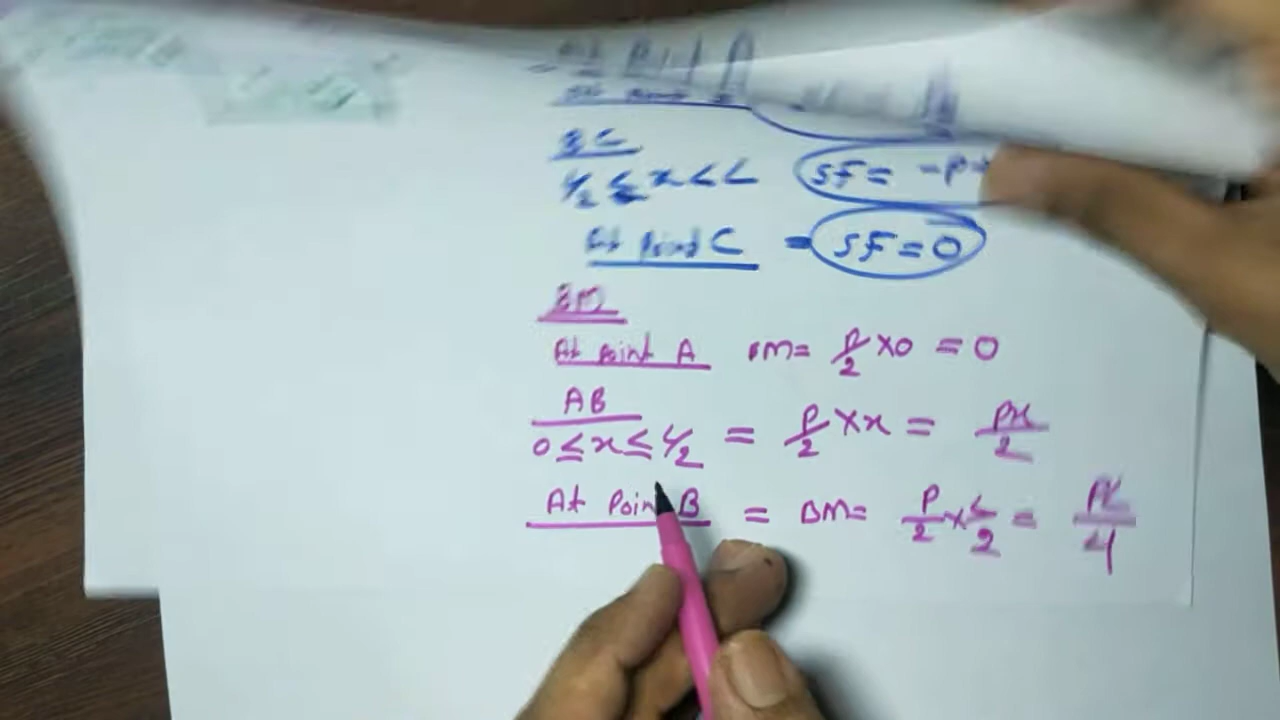 BC
L/2 ≤ x < L SF = -P+
At Point C = SF = 0
BM
At Point A BM = P/2 × 0 = 0
AB
0 ≤ x ≤ L/2 = P/2 × x = Px/2
At Point B = BM = P/2 × L/2 = PL/4